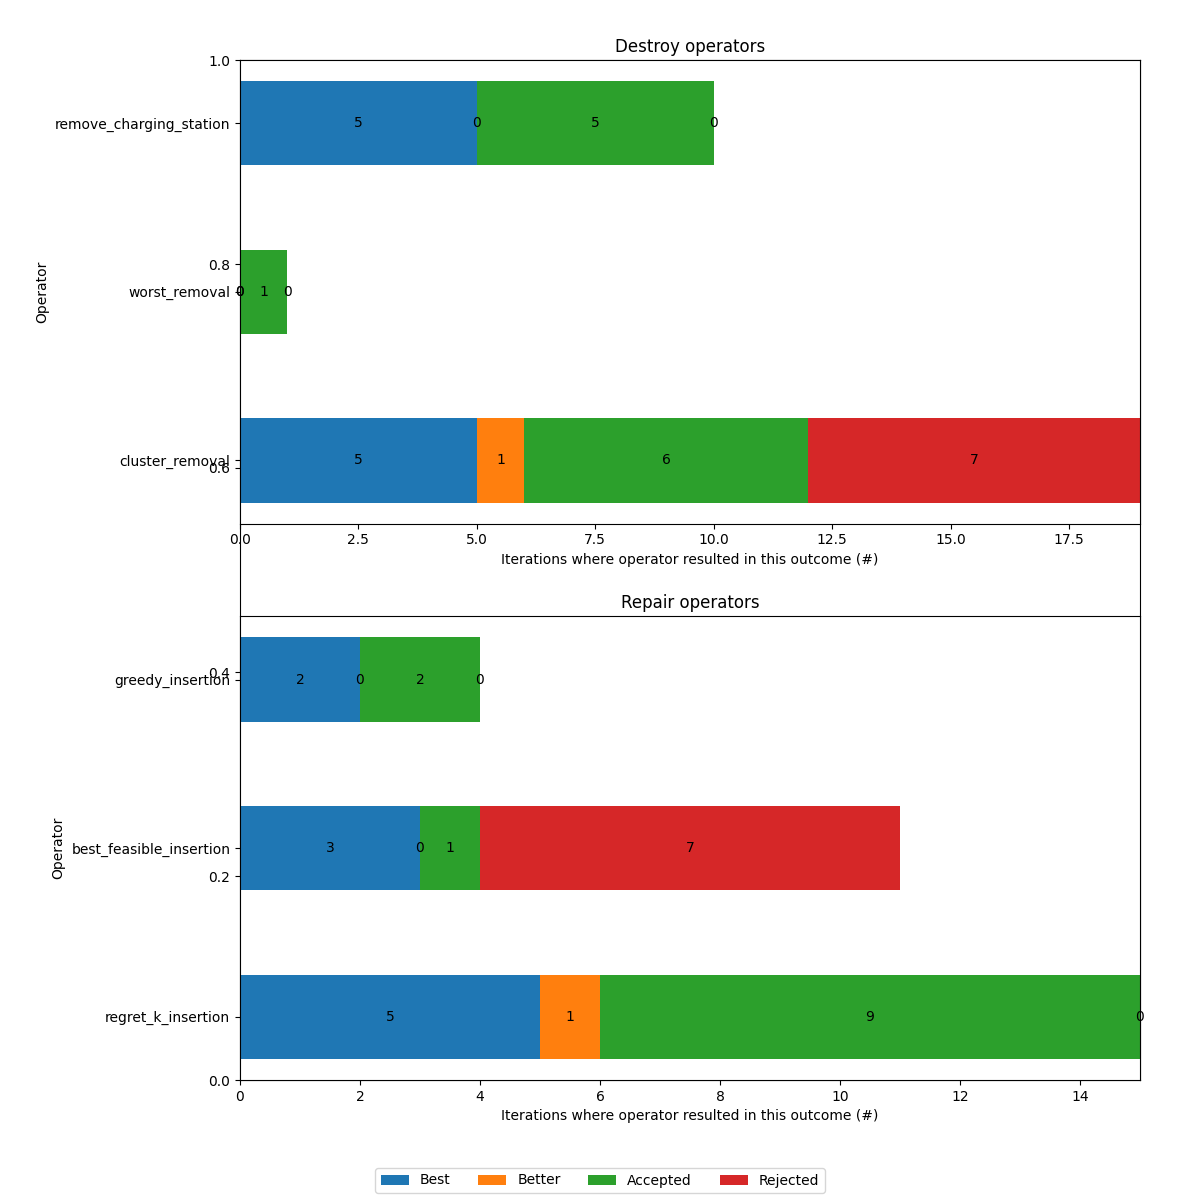 Destroy operators
1.0
remove_charging_station 5 0 5 0
0.8
worst_removal 0 1 0
Operator
cluster_removal 5 1 6 7
0.6
0.0 2.5 5.0 7.5 10.0 12.5 15.0 17.5
Iterations where operator resulted in this outcome (#)
Repair operators
0.4
greedy_insertion 2 0 2 0
best_feasible_insertion 3 0 1 7
Operator
0.2
regret_k_insertion 5 1 9 0
0.0
0 2 4 6 8 10 12 14
Iterations where operator resulted in this outcome (#)
Best Better Accepted Rejected